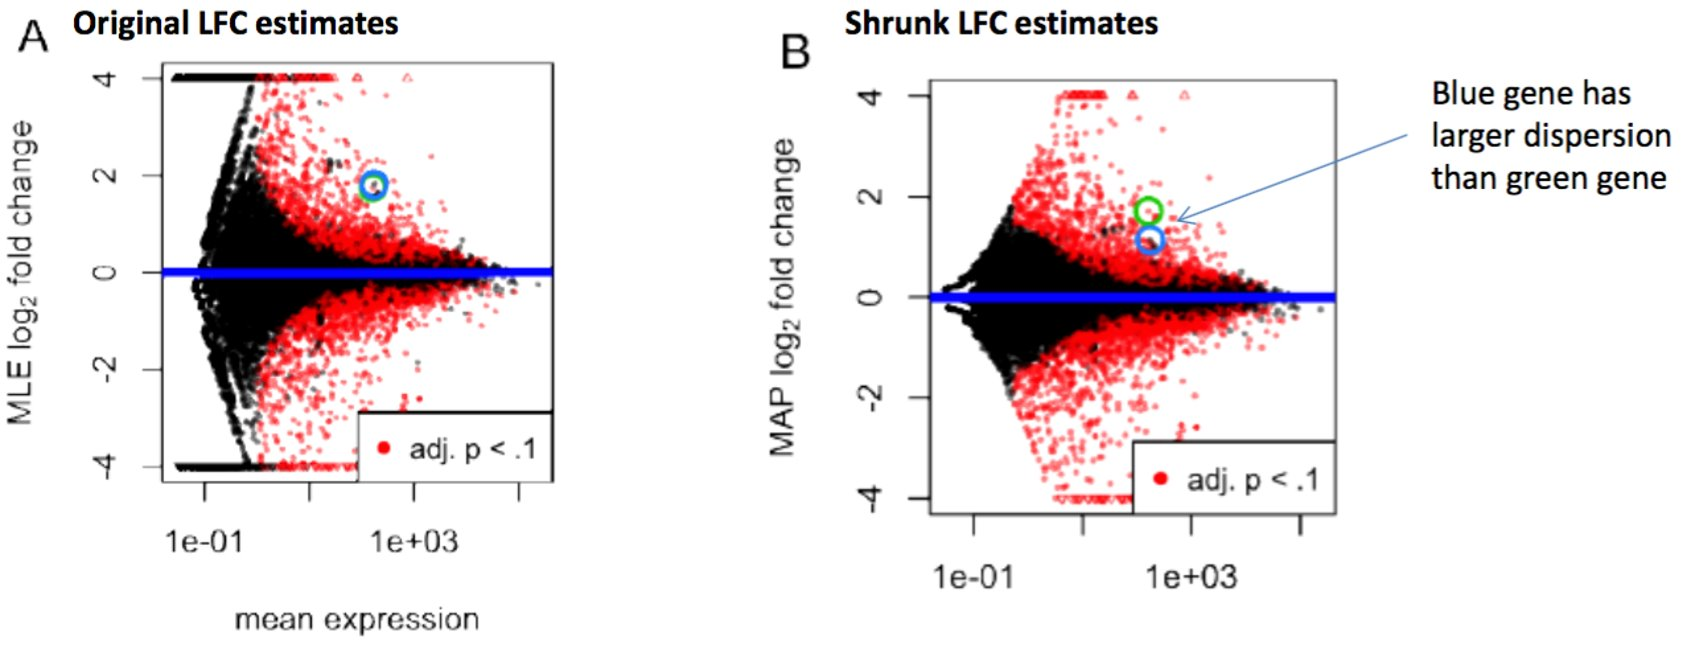 A Original LFC estimates
4
2
0
-2
-4
MLE log2 fold change
adj. p < .1
1e-01
1e+03
mean expression
B Shrunk LFC estimates
4
2
0
-2
-4
MAP log2 fold change
adj. p < .1
1e-01
1e+03
Blue gene has
larger dispersion
than green gene